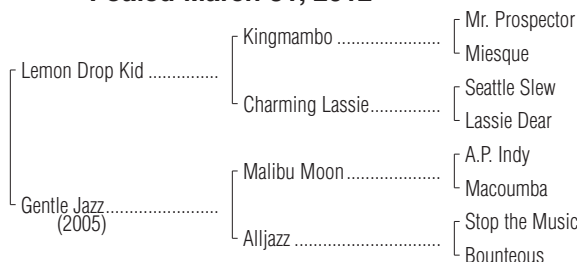 Foaled March 31, 2012
Mr. Prospector
Kingmambo ..................
Miesque
Lemon Drop Kid ..............
Seattle Slew
Charming Lassie..............
Lassie Dear
A.P. Indy
Malibu Moon ................
Macoumba
Gentle Jazz.......................
(2005)
Stop the Music
Alljazz ..........................
Bounteous